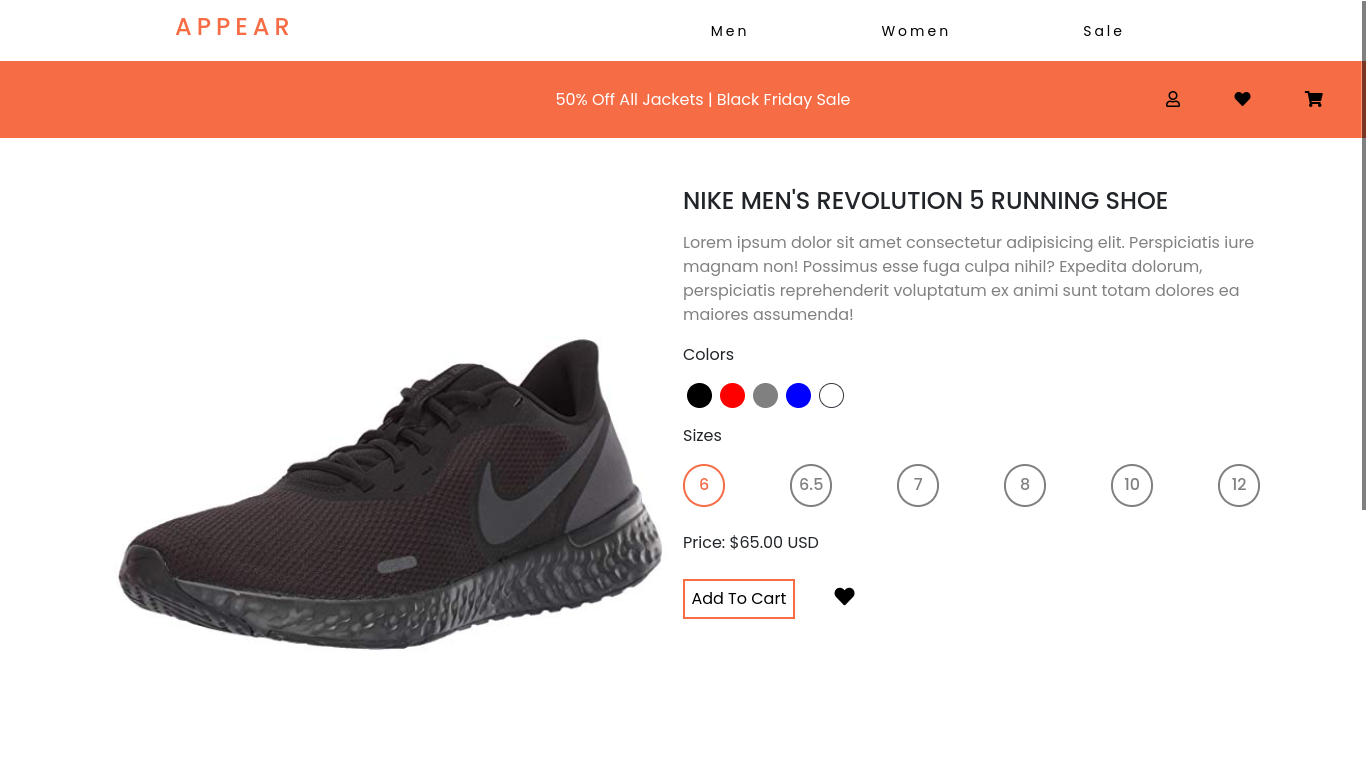 APPEAR
Men
Women
Sale
50% Off All Jackets | Black Friday Sale
NIKE MEN'S REVOLUTION 5 RUNNING SHOE
Lorem ipsum dolor sit amet consectetur adipisicing elit. Perspiciatis iure
magnam non! Possimus esse fuga culpa nihil? Expedita dolorum,
perspiciatis reprehenderit voluptatum ex animi sunt totam dolores ea
maiores assumenda!
Colors
Sizes
6
6.5
7
8
10
12
Price: $65.00 USD
Add To Cart